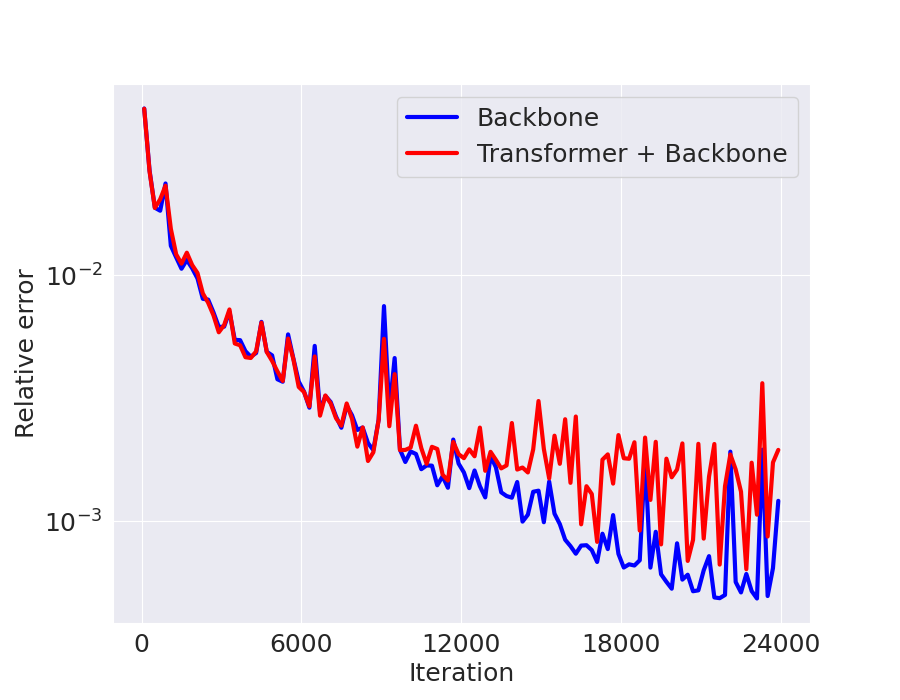 Backbone
Transformer + Backbone
Relative error
10⁻²
10⁻³
0 6000 12000 18000 24000
Iteration